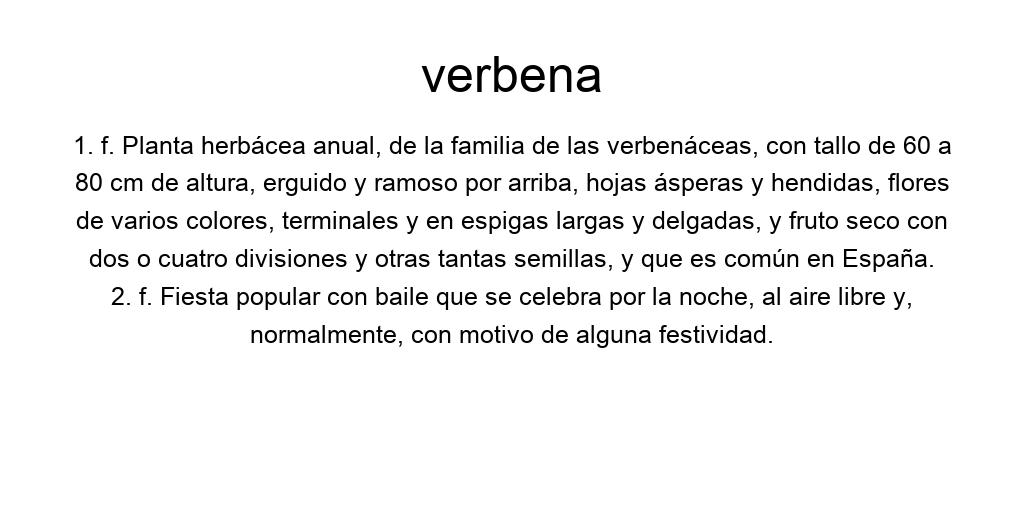 verbena
1. f. Planta herbácea anual, de la familia de las verbenáceas, con tallo de 60 a
80 cm de altura, erguido y ramoso por arriba, hojas ásperas y hendidas, flores
de varios colores, terminales y en espigas largas y delgadas, y fruto seco con
dos o cuatro divisiones y otras tantas semillas, y que es común en España.
2. f. Fiesta popular con baile que se celebra por la noche, al aire libre y,
normalmente, con motivo de alguna festividad.